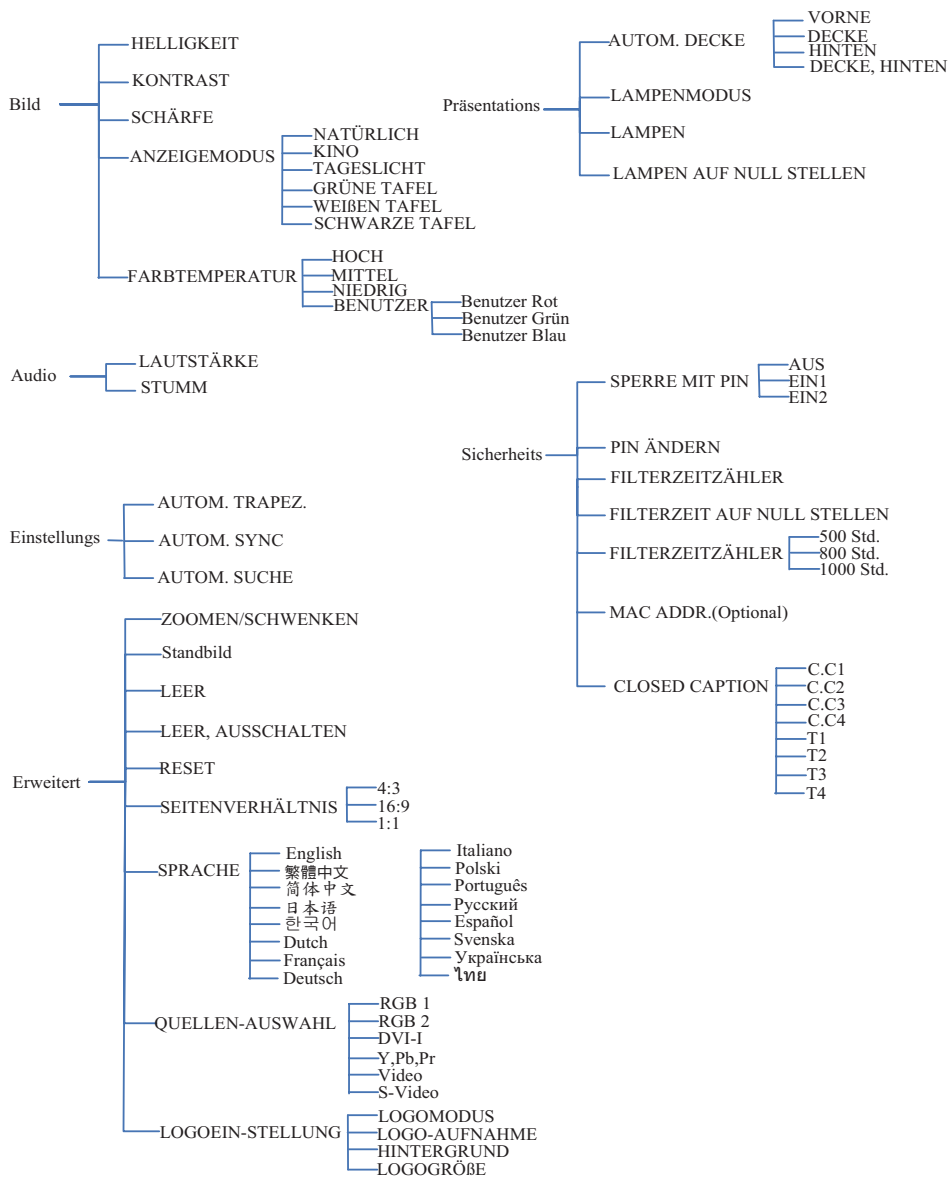 Bild
HELLIGKEIT
KONTRAST
SCHÄRFE
ANZEIGEMODUS
NATÜRLICH
KINO
TAGESLICHT
GRÜNE TAFEL
WEIßEN TAFEL
SCHWARZE TAFEL
FARBTEMPERATUR
HOCH
MITTEL
NIEDRIG
BENUTZER
Benutzer Rot
Benutzer Grün
Benutzer Blau
Audio
LAUTSTÄRKE
STUMM
Einstellungs
AUTOM. TRAPEZ.
AUTOM. SYNC
AUTOM. SUCHE
Erweitert
ZOOMEN/SCHWENKEN
Standbild
LEER
LEER, AUSSCHALTEN
RESET
SEITENVERHÄLTNIS
4:3
16:9
1:1
SPRACHE
English
繁體中文
简体中文
日本语
한국어
Dutch
Français
Deutsch
Italiano
Polski
Português
Русский
Español
Svenska
Українська
ไทย
QUELLEN-AUSWAHL
RGB 1
RGB 2
DVI-I
Y,Pb,Pr
Video
S-Video
LOGOEIN-STELLUNG
LOGOMODUS
LOGO-AUFNAHME
HINTERGRUND
LOGOGRÖßE
Präsentations
AUTOM. DECKE
VORNE
DECKE
HINTEN
DECKE, HINTEN
LAMPENMODUS
LAMPEN
LAMPEN AUF NULL STELLEN
Sicherheits
SPERRE MIT PIN
AUS
EIN1
EIN2
PIN ÄNDERN
FILTERZEITZÄHLER
FILTERZEIT AUF NULL STELLEN
FILTERZEITZÄHLER
500 Std.
800 Std.
1000 Std.
MAC ADDR.(Optional)
CLOSED CAPTION
C.C1
C.C2
C.C3
C.C4
T1
T2
T3
T4